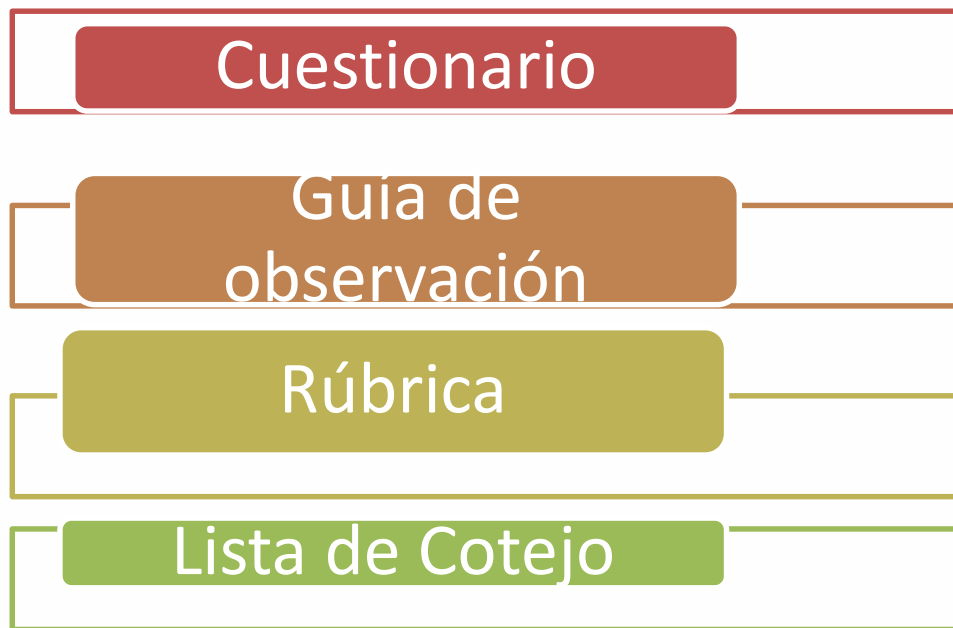 Cuestionario
Guía de
observación
Rúbrica
Lista de Cotejo